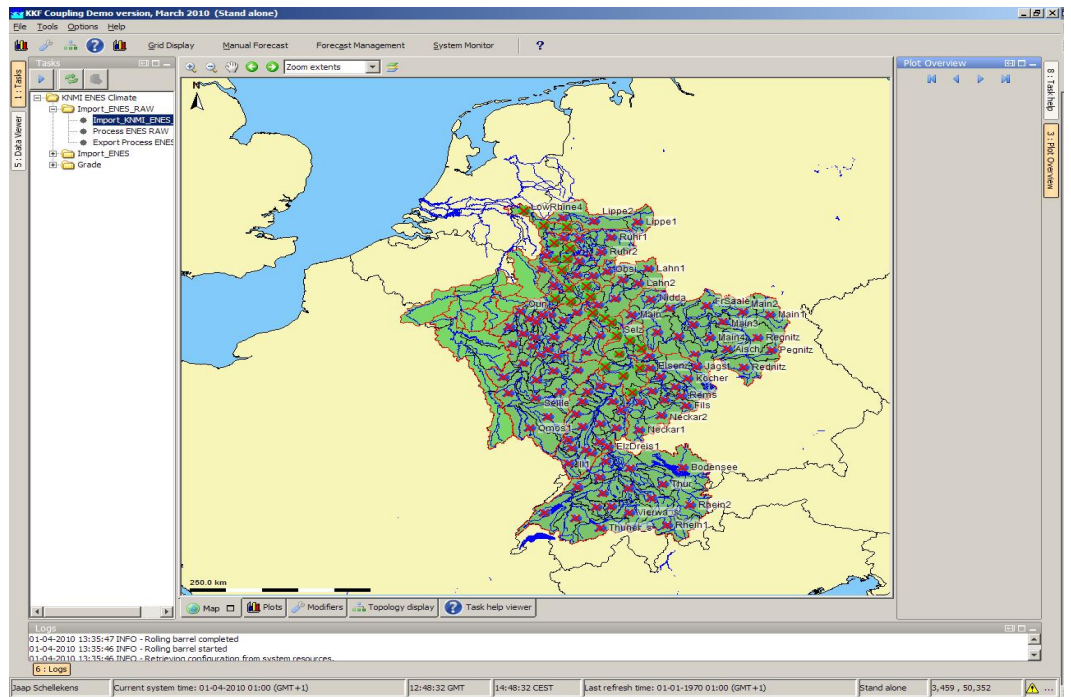 KKF Coupling Demo version, March 2010 (Stand alone)
File Tools Options Help
Grid Display Manual Forecast Forecast Management System Monitor ?
Tasks
Zoom extents
Plot Overview
1 : Tasks
5 : Data Viewer
8 : Task help
3 : Plot Overview
KNMI ENES Climate
Import_ENES_RAW
Import_KNMI_ENES_
Process ENES RAW
Export Process ENES
Import_ENES
Grade
N
LowRhine4
Lippe2
Lippe1
Ruhr1
Ruhr2
Lahn1
Lahn2
Nidda
FrSaale
Main2
Main
Main1
Main3
Selz
Main4
Regnitz
Aisch
Pegnitz
Elsenz
Jagst
Rednitz
Kocher
Rems
Seille
Fils
Neckar2
Omos1
Neckar1
ElzDreis1
Bodensee
Thur
Rhein2
Vierwa_s
Thuner_s
Rhein1
250.0 km
Map Plots Modifiers Topology display Task help viewer
Logs
01-04-2010 13:35:47 INFO - Rolling barrel completed
01-04-2010 13:35:46 INFO - Rolling barrel started
01-04-2010 13:35:46 INFO - Retrieving configuration from system resources.
6 : Logs
Jaap Schellekens Current system time: 01-04-2010 01:00 (GMT+1) 12:48:32 GMT 14:48:32 CEST Last refresh time: 01-01-1970 01:00 (GMT+1) Stand alone 3,459 , 50,352 ...